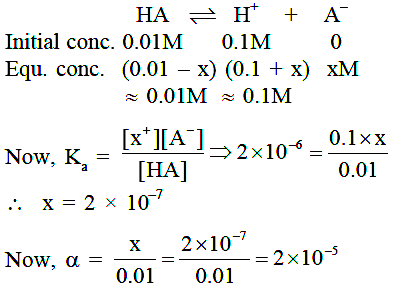 HA ⇌ H⁺ + A⁻
Initial conc. 0.01M 0.1M 0
Equ. conc. (0.01 – x) (0.1 + x) xM
≈ 0.01M ≈ 0.1M
Now, Kₐ = [x⁺][A⁻]/[HA] ⇒ 2×10⁻⁶ = 0.1×x/0.01
∴ x = 2 × 10⁻⁷
Now, α = x/0.01 = 2×10⁻⁷/0.01 = 2×10⁻⁵